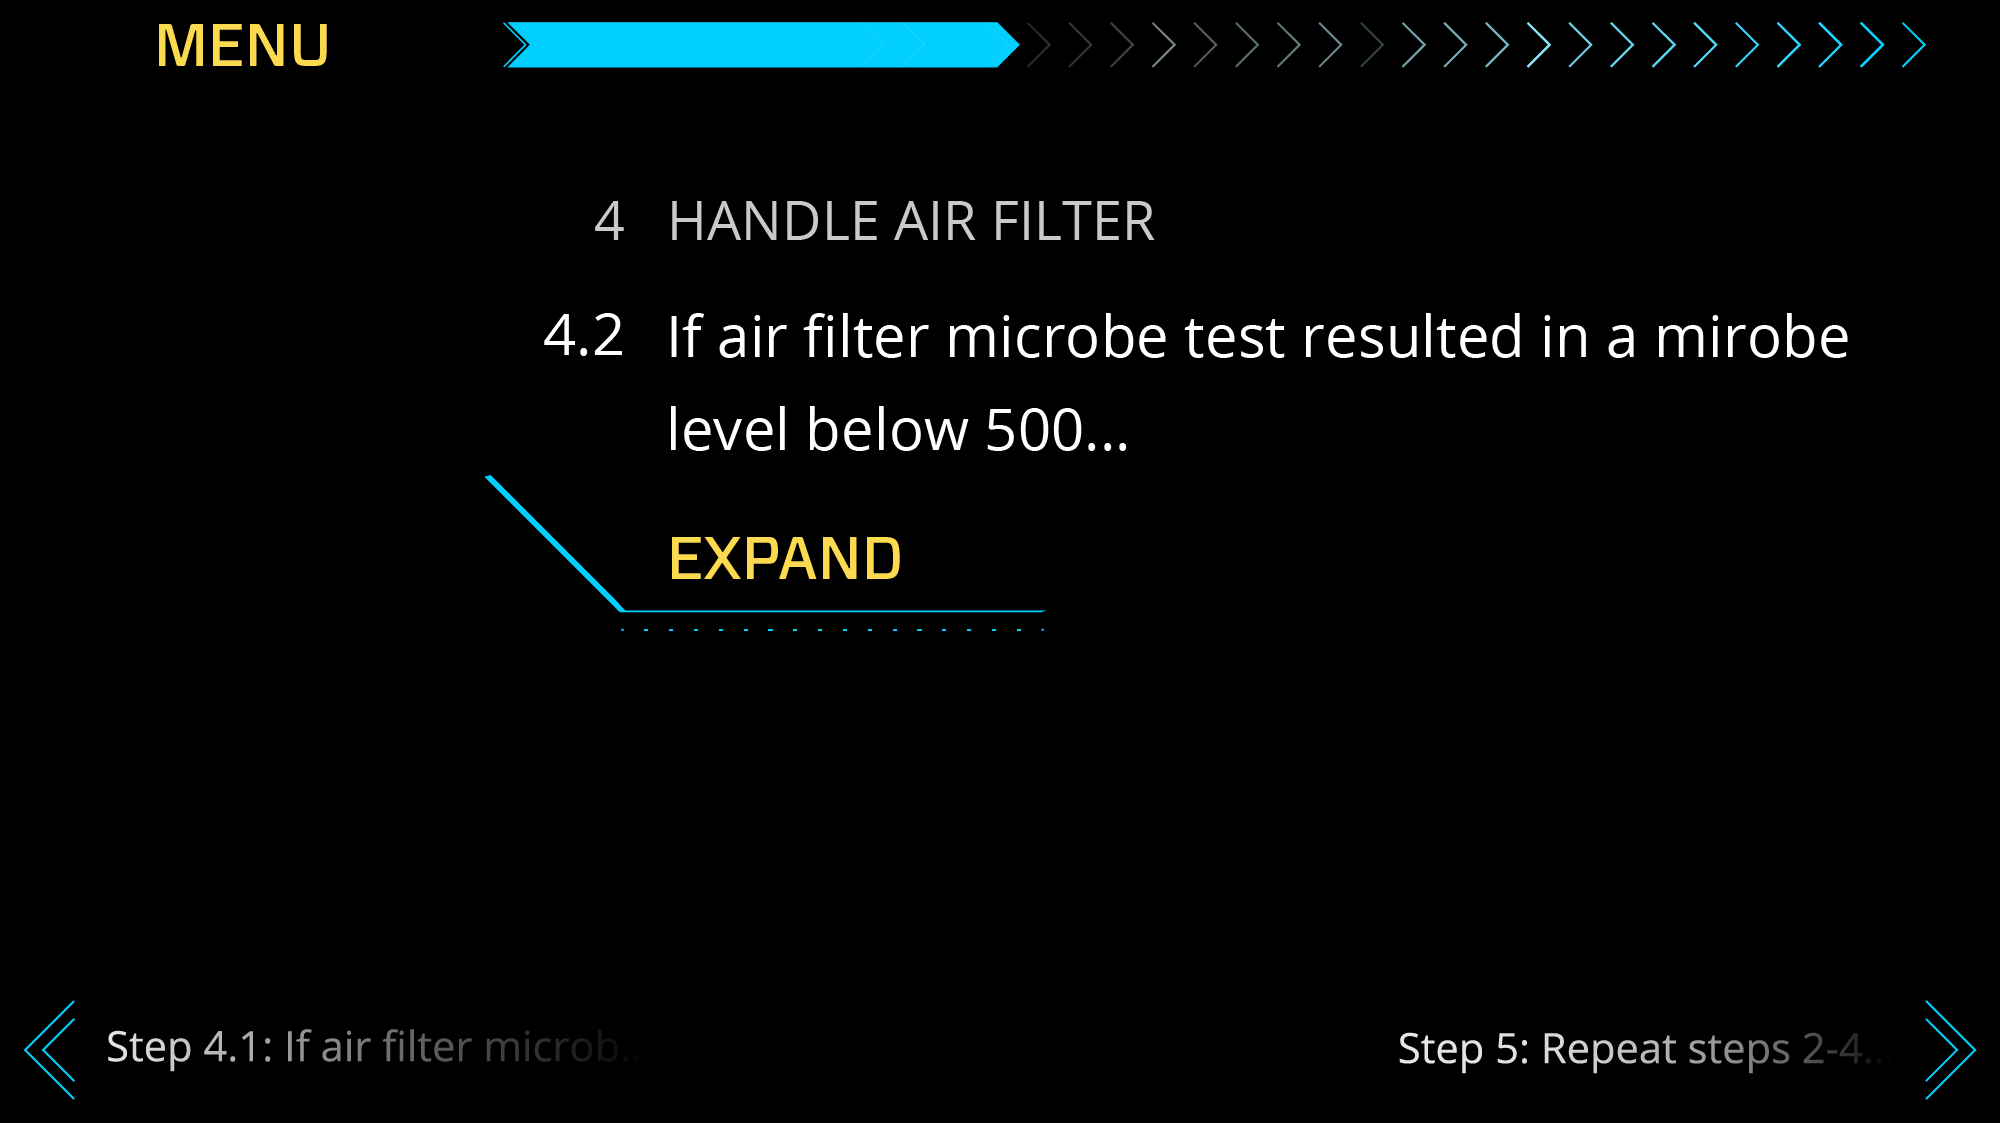 MENU
4 HANDLE AIR FILTER
4.2 If air filter microbe test resulted in a mirobe
level below 500...
EXPAND
Step 4.1: If air filter microb...
Step 5: Repeat steps 2-4...